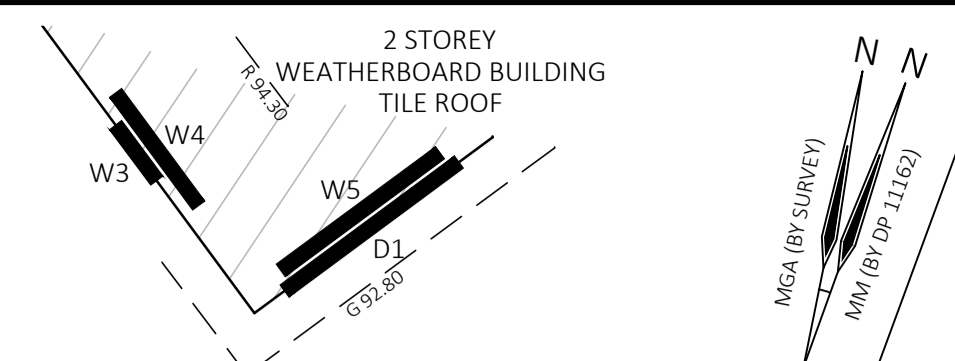 2 STOREY
WEATHERBOARD BUILDING
TILE ROOF
R 94.30
W4
W3
W5
D1
G 92.80
N
N
MGA (BY SURVEY)
MM (BY DP 11162)